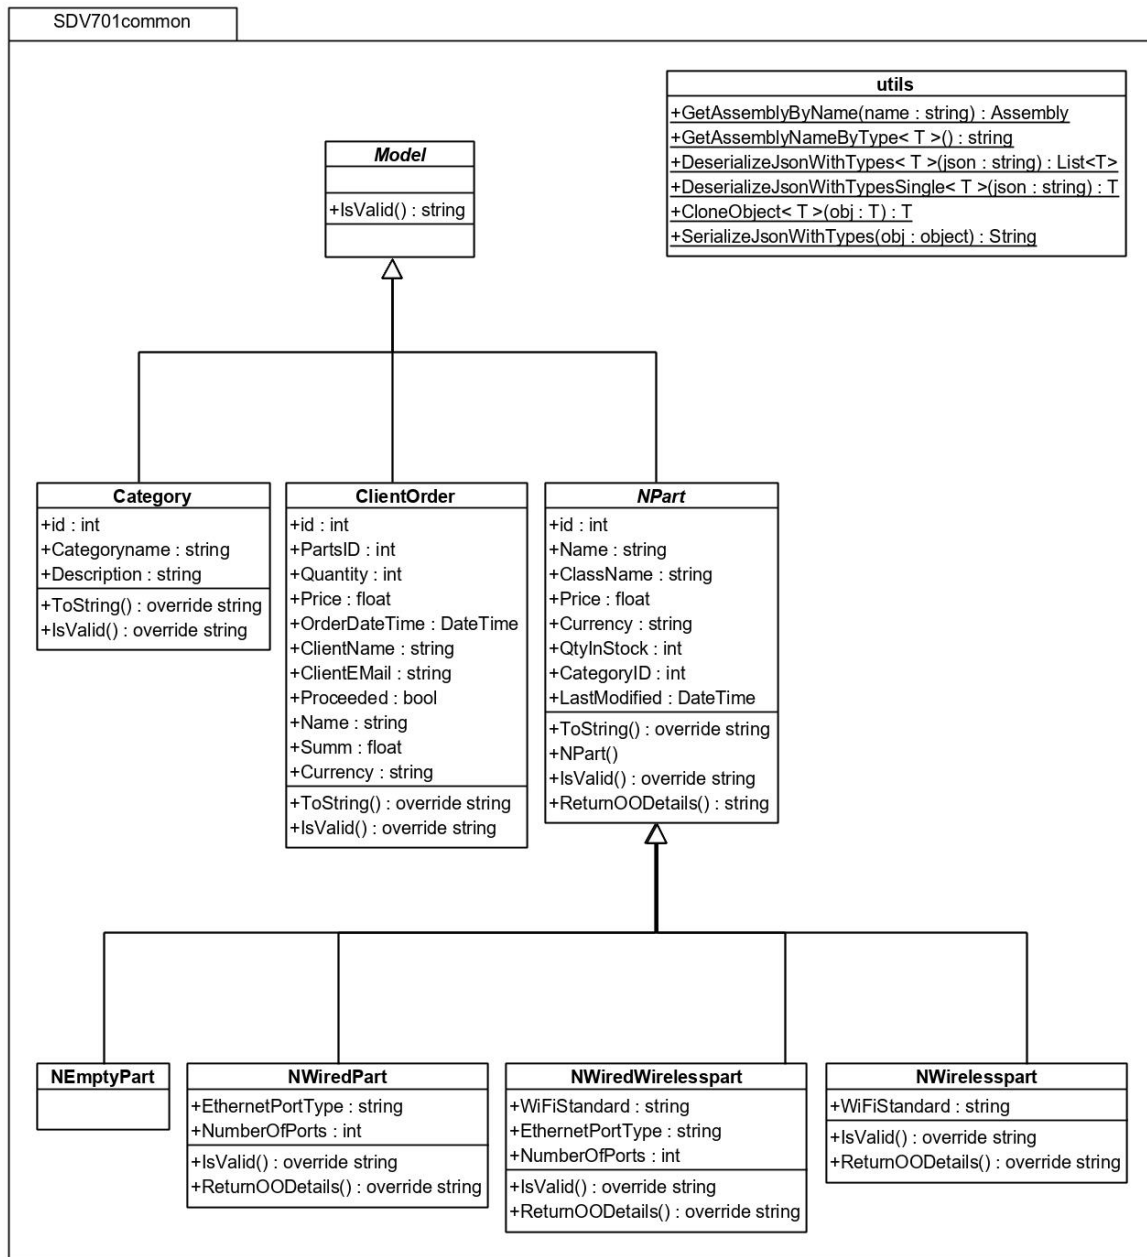 SDV701common
utils
+GetAssemblyByName(name : string) : Assembly
+GetAssemblyNameByType< T >() : string
+DeserializeJsonWithTypes< T >(json : string) : List<T>
+DeserializeJsonWithTypesSingle< T >(json : string) : T
+CloneObject< T >(obj : T) : T
+SerializeJsonWithTypes(obj : object) : String
Model
+IsValid() : string
Category
+id : int
+Categoryname : string
+Description : string
+ToString() : override string
+IsValid() : override string
ClientOrder
+id : int
+PartsID : int
+Quantity : int
+Price : float
+OrderDateTime : DateTime
+ClientName : string
+ClientEMail : string
+Proceeded : bool
+Name : string
+Summ : float
+Currency : string
+ToString() : override string
+IsValid() : override string
NPart
+id : int
+Name : string
+ClassName : string
+Price : float
+Currency : string
+QtyInStock : int
+CategoryID : int
+LastModified : DateTime
+ToString() : override string
+NPart()
+IsValid() : override string
+ReturnOODetails() : string
NEmptyPart
NWiredPart
+EthernetPortType : string
+NumberOfPorts : int
+IsValid() : override string
+ReturnOODetails() : override string
NWiredWirelesspart
+WiFiStandard : string
+EthernetPortType : string
+NumberOfPorts : int
+IsValid() : override string
+ReturnOODetails() : override string
NWirelesspart
+WiFiStandard : string
+IsValid() : override string
+ReturnOODetails() : override string